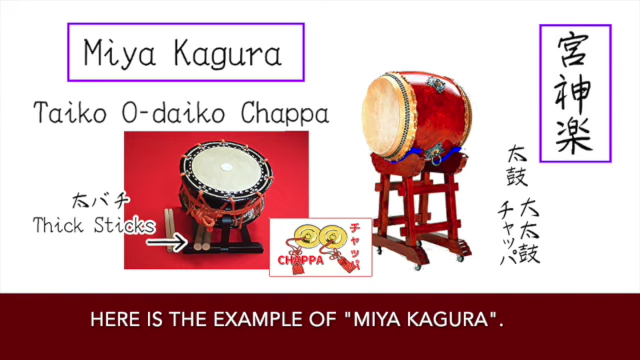 Miya Kagura
宮神楽
Taiko O-daiko Chappa
太鼓
大太鼓
チャッパ
太バチ
Thick Sticks
CHAPPA
チャッパ
HERE IS THE EXAMPLE OF "MIYA KAGURA".